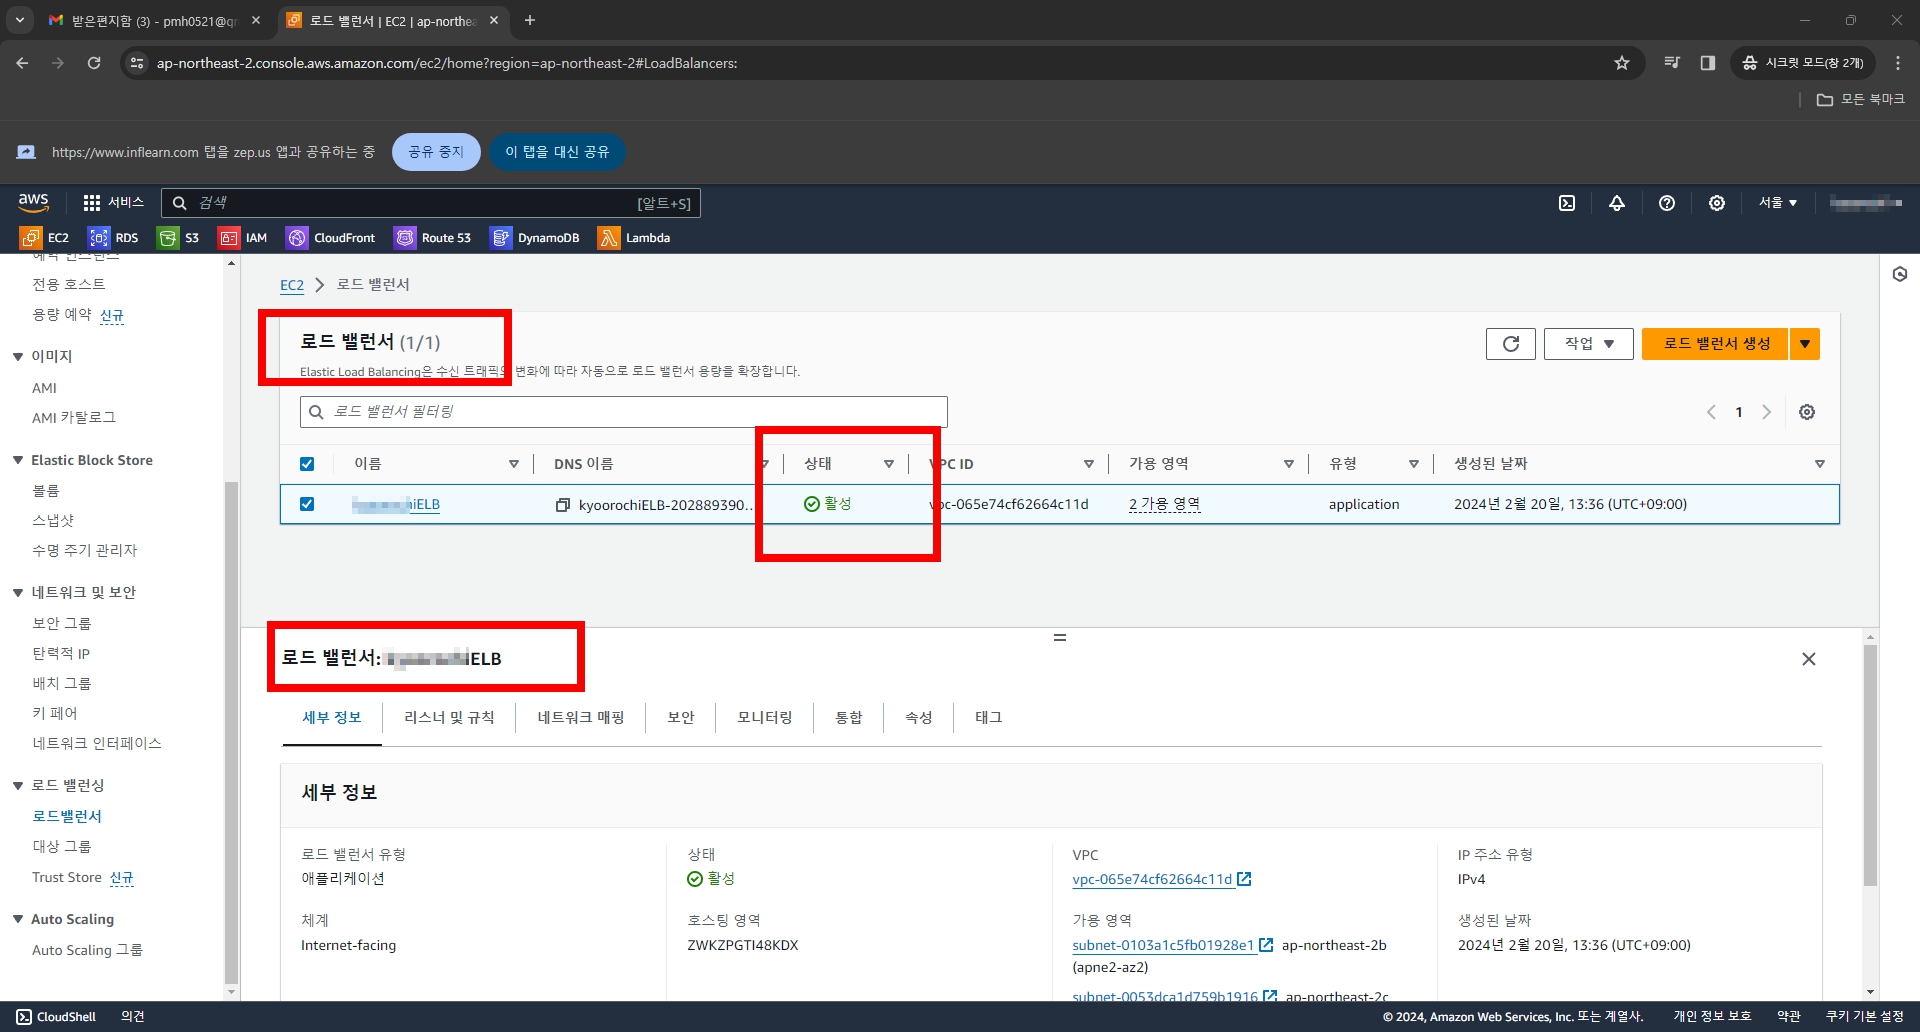 받은편지함 (3) - pmh0521@
로드 밸런서 | EC2 | ap-northea
ap-northeast-2.console.aws.amazon.com/ec2/home?region=ap-northeast-2#LoadBalancers:
시크릿 모드(창 2개)
모든 북마크
https://www.inflearn.com 탭을 zep.us 앱과 공유하는 중
공유 중지
이 탭을 대신 공유
aws
서비스
검색
[알트+S]
서울
EC2
RDS
S3
IAM
CloudFront
Route 53
DynamoDB
Lambda
예약 인스턴스
전용 호스트
용량 예약 신규
이미지
AMI
AMI 카탈로그
Elastic Block Store
볼륨
스냅샷
수명 주기 관리자
네트워크 및 보안
보안 그룹
탄력적 IP
배치 그룹
키 페어
네트워크 인터페이스
로드 밸런싱
로드밸런서
대상 그룹
Trust Store 신규
Auto Scaling
Auto Scaling 그룹
EC2
로드 밸런서
로드 밸런서 (1/1)
Elastic Load Balancing은 수신 트래픽의 변화에 따라 자동으로 로드 밸런서 용량을 확장합니다.
작업
로드 밸런서 생성
로드 밸런서 필터링
1
이름
DNS 이름
상태
VPC ID
가용 영역
유형
생성된 날짜
iELB
kyoorochiELB-202889390...
활성
vpc-065e74cf62664c11d
2 가용 영역
application
2024년 2월 20일, 13:36 (UTC+09:00)
로드 밸런서: iELB
세부 정보
리스너 및 규칙
네트워크 매핑
보안
모니터링
통합
속성
태그
세부 정보
로드 밸런서 유형
애플리케이션
상태
활성
VPC
vpc-065e74cf62664c11d
IP 주소 유형
IPv4
체계
Internet-facing
호스팅 영역
ZWKZPGTI48KDX
가용 영역
subnet-0103a1c5fb01928e1 ap-northeast-2b
(apne2-az2)
subnet-0053dca1d759b1916 ap-northeast-2c
생성된 날짜
2024년 2월 20일, 13:36 (UTC+09:00)
CloudShell
의견
© 2024, Amazon Web Services, Inc. 또는 계열사.
개인 정보 보호
약관
쿠키 기본 설정